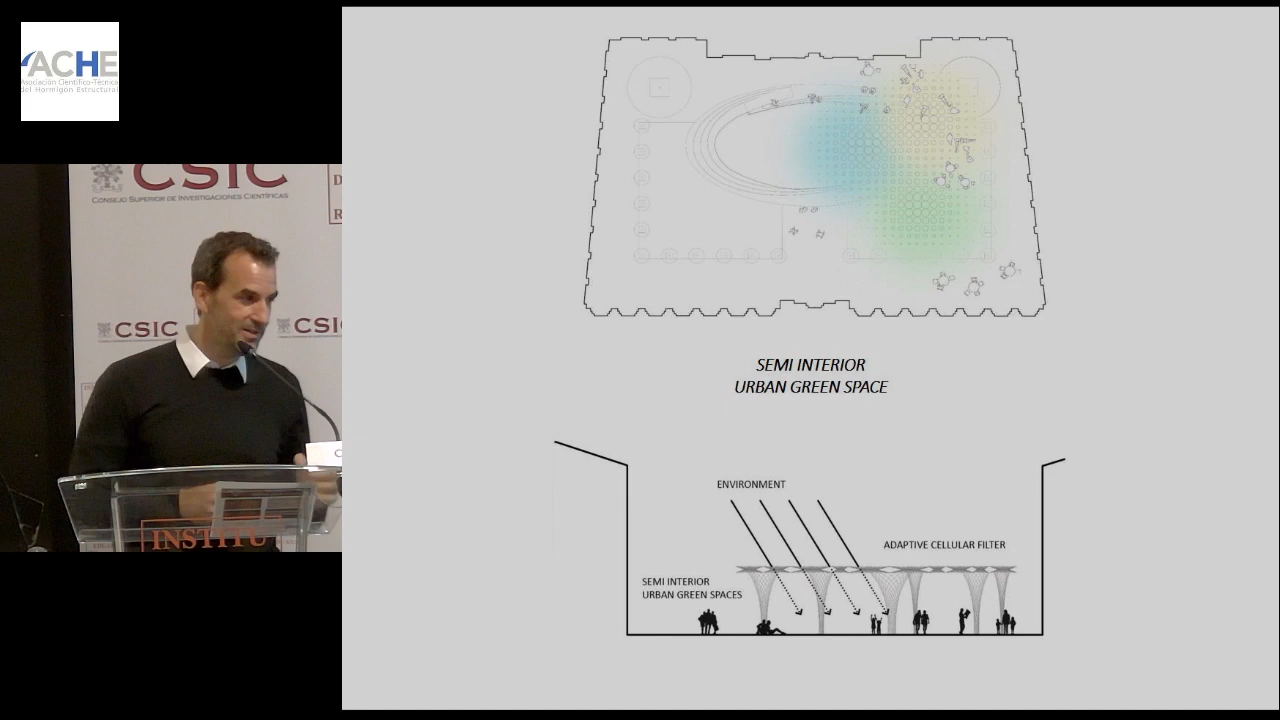 ACHE
Asociación Científico-Técnica
del Hormigón Estructural
CSIC
CONSEJO SUPERIOR DE INVESTIGACIONES CIENTÍFICAS
D
R
CSIC
CSI
INSTITU
SEMI INTERIOR
URBAN GREEN SPACE
ENVIRONMENT
ADAPTIVE CELLULAR FILTER
SEMI INTERIOR
URBAN GREEN SPACES